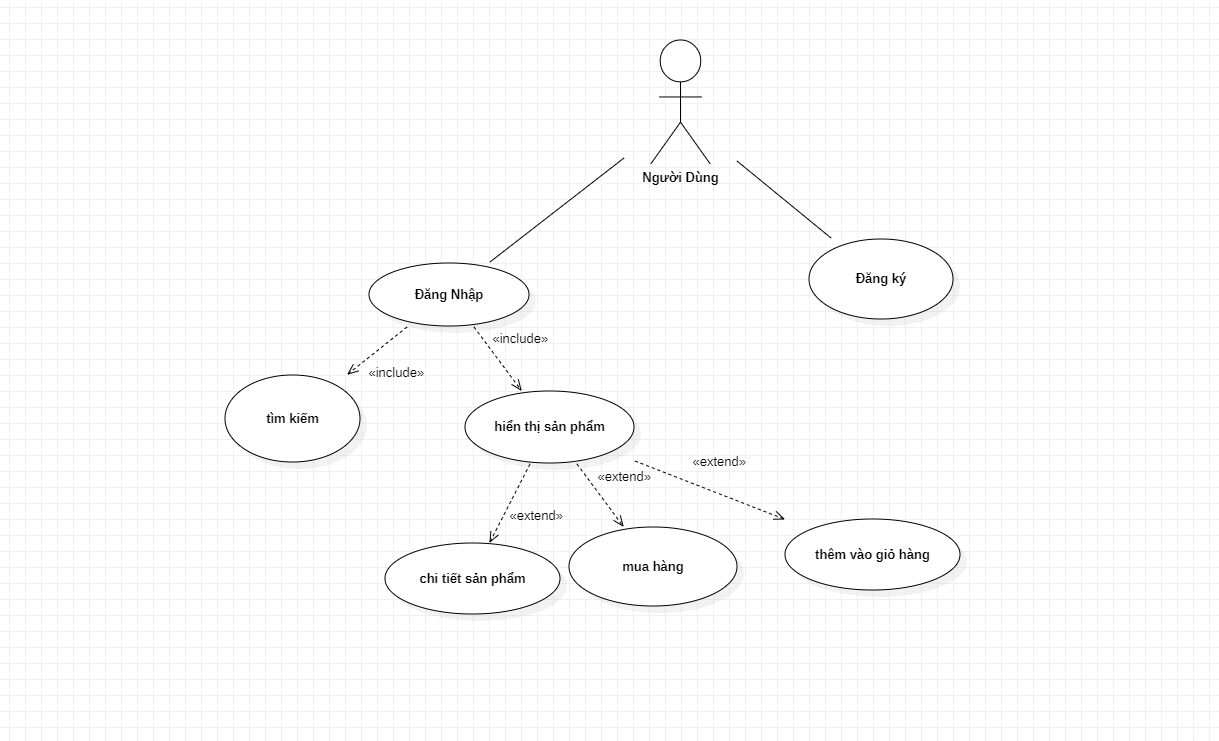 Người Dùng
Đăng Nhập
Đăng ký
«include»
«include»
tìm kiếm
hiển thị sản phẩm
«extend»
«extend»
«extend»
chi tiết sản phẩm
mua hàng
thêm vào giỏ hàng